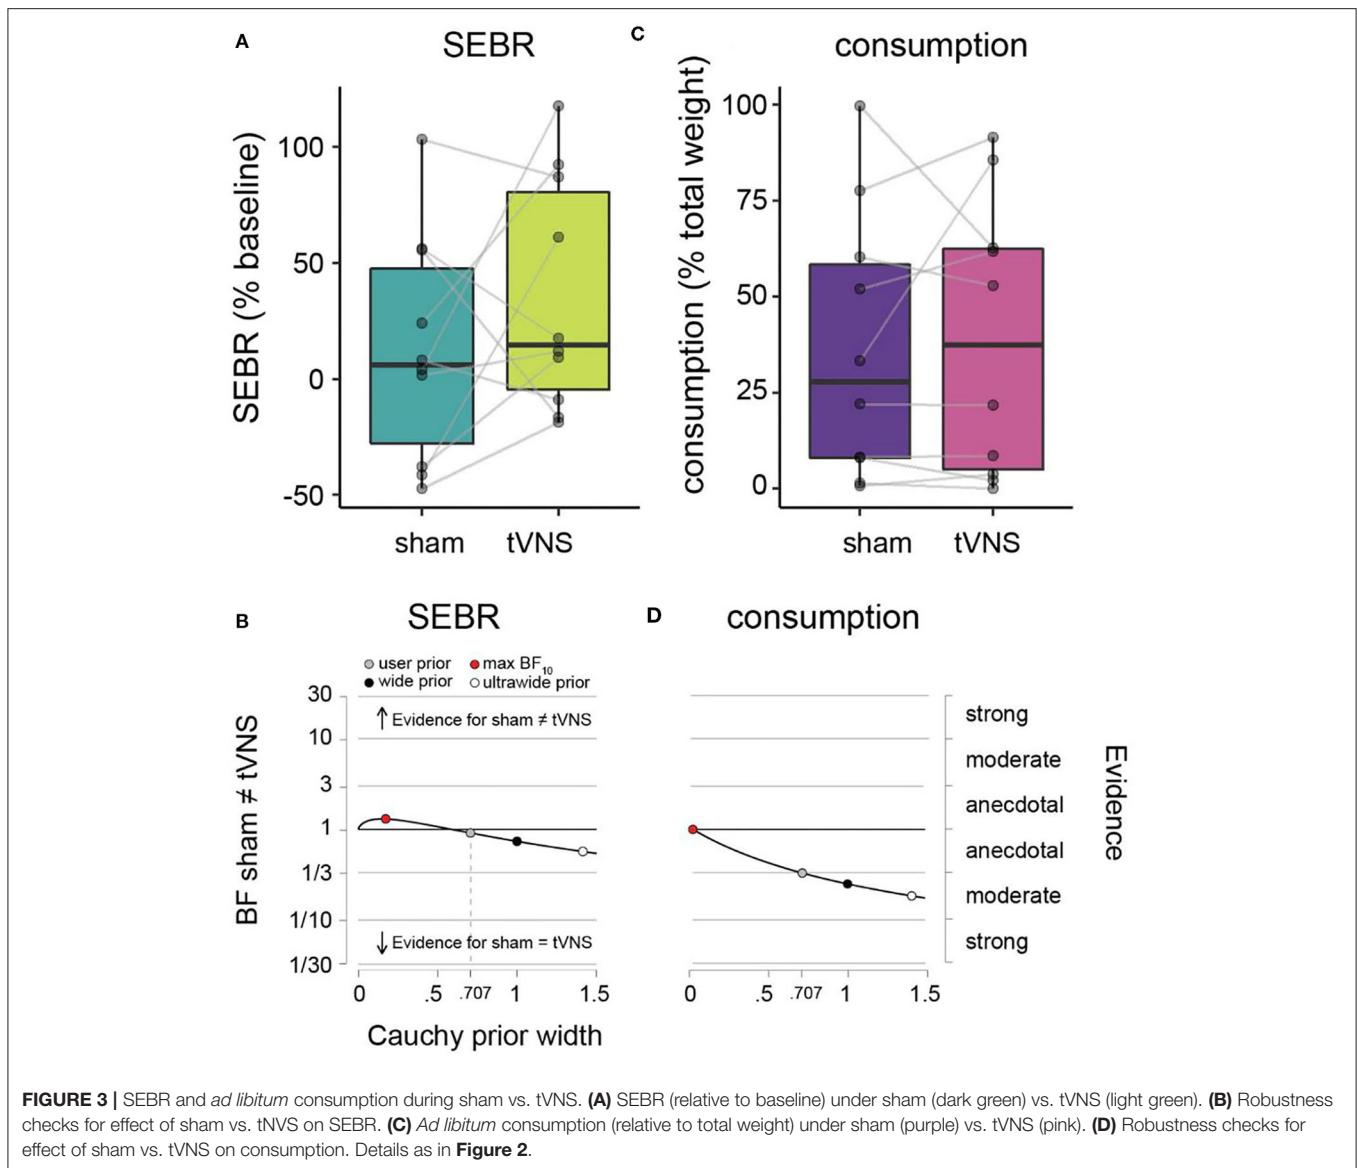 A
SEBR
SEBR (% baseline)
100
50
0
-50
sham
tVNS
C
consumption
consumption (% total weight)
100
75
50
25
0
sham
tVNS
B
SEBR
user prior
max BF10
wide prior
ultrawide prior
BF sham ≠ tVNS
30
10
3
1
1/3
1/10
1/30
↑ Evidence for sham ≠ tVNS
↓ Evidence for sham = tVNS
0 .5 .707 1 1.5
Cauchy prior width
D
consumption
strong
moderate
anecdotal
anecdotal
moderate
strong
Evidence
0 .5 .707 1 1.5
FIGURE 3 | SEBR and ad libitum consumption during sham vs. tVNS. (A) SEBR (relative to baseline) under sham (dark green) vs. tVNS (light green). (B) Robustness
checks for effect of sham vs. tNVS on SEBR. (C) Ad libitum consumption (relative to total weight) under sham (purple) vs. tVNS (pink). (D) Robustness checks for
effect of sham vs. tVNS on consumption. Details as in Figure 2.